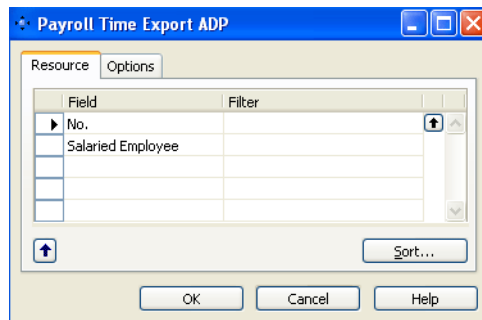 Payroll Time Export ADP
Resource Options
Field Filter
No.
Salaried Employee
Sort...
OK Cancel Help